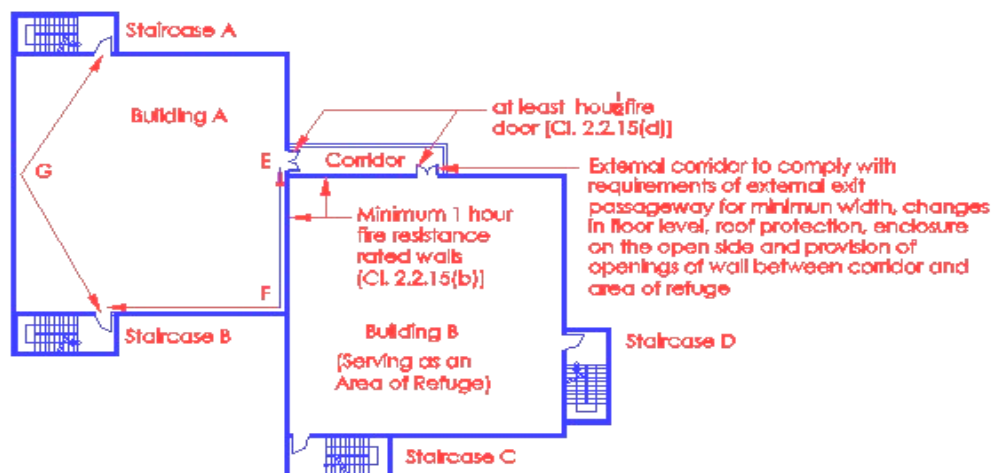 Staircase A
Building A
at least hour fire
door [Cl. 2.2.15(d)]
E
Corridor
G
External corridor to comply with
requirements of external exit
passageway for minimun width, changes
in floor level, roof protection, enclosure
on the open side and provision of
openings of wall between corridor and
area of refuge
Minimum 1 hour
fire resistance
rated walls
(Cl. 2.2.15(b)]
F
Staircase B
Building B
(Serving as an
Area of Refuge)
Staircase D
Staircase C